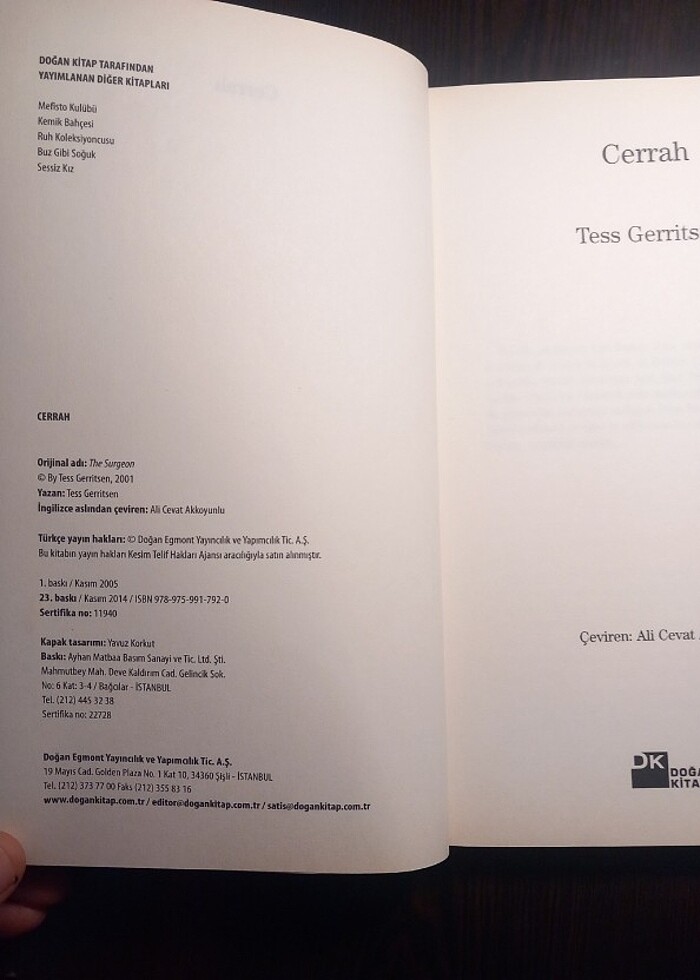 DOĞAN KİTAP TARAFINDAN
YAYIMLANAN DİĞER KİTAPLARI
Mefisto Kulübü
Kemik Bahçesi
Ruh Koleksiyoncusu
Buz Gibi Soğuk
Sessiz Kız
CERRAH
Orijinal adı: The Surgeon
© By Tess Gerritsen, 2001
Yazan: Tess Gerritsen
İngilizce aslından çeviren: Ali Cevat Akkoyunlu
Türkçe yayın hakları: © Doğan Egmont Yayıncılık ve Yapımcılık Tic. A.Ş.
Bu kitabın yayın hakları Kesim Telif Hakları Ajansı aracılığıyla satın alınmıştır.
1. baskı / Kasım 2005
23. baskı / Kasım 2014 / ISBN 978-975-991-792-0
Sertifika no: 11940
Kapak tasarımı: Yavuz Korkut
Baskı: Ayhan Matbaa Basım Sanayi ve Tic. Ltd. Şti.
Mahmutbey Mah. Deve Kaldırım Cad. Gelincik Sok.
No: 6 Kat: 3-4 / Bağcılar - İSTANBUL
Tel. (212) 445 32 38
Sertifika no: 22728
Doğan Egmont Yayıncılık ve Yapımcılık Tic. A.Ş.
19 Mayıs Cad. Golden Plaza No. 1 Kat 10, 34360 Şişli - İSTANBUL
Tel. (212) 373 77 00 Faks (212) 355 83 16
www.dogankitap.com.tr / editor@dogankitap.com.tr / satis@dogankitap.com.tr
Cerrah
Tess Gerrits
Çeviren: Ali Cevat
DK
DOĞA
KİTA